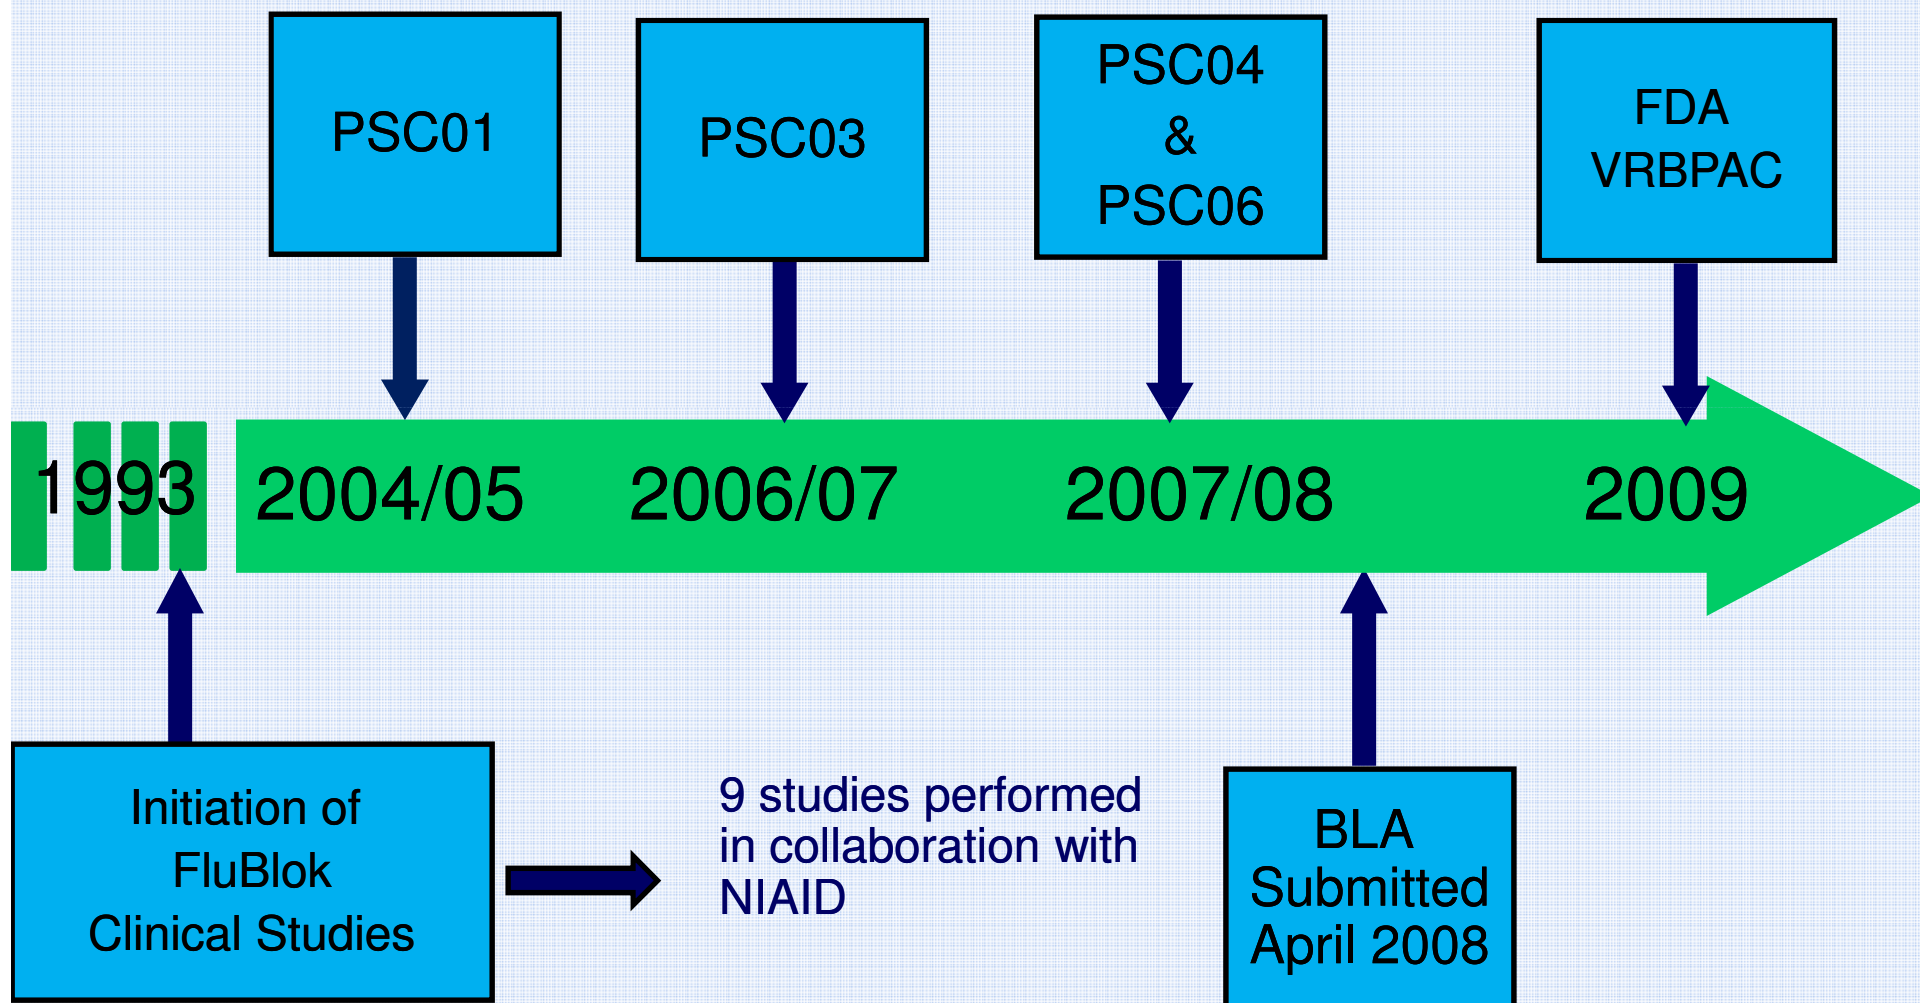 PSC01
PSC03
PSC04
&
PSC06
FDA
VRBPAC
1993
2004/05
2006/07
2007/08
2009
Initiation of
FluBlok
Clinical Studies
9 studies performed
in collaboration with
NIAID
BLA
Submitted
April 2008